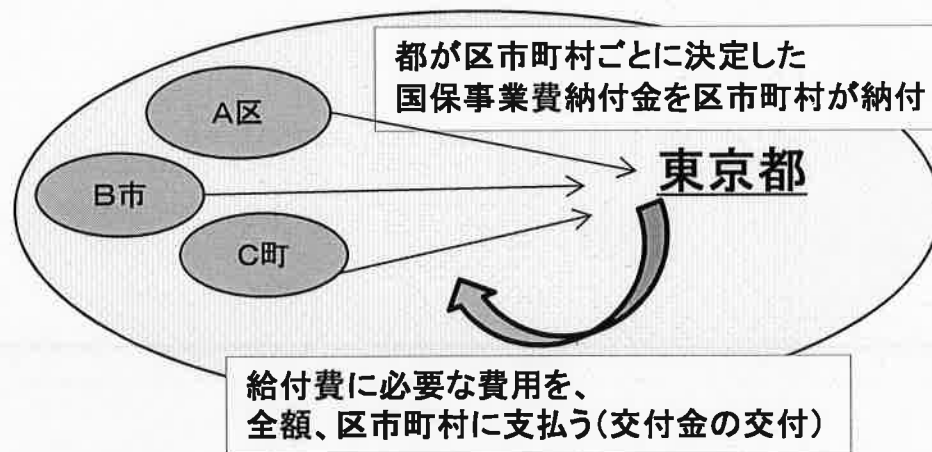 都が区市町村ごとに決定した
国保事業費納付金を区市町村が納付
A区
東京都
B市
C町
給付費に必要な費用を、
全額、区市町村に支払う(交付金の交付)